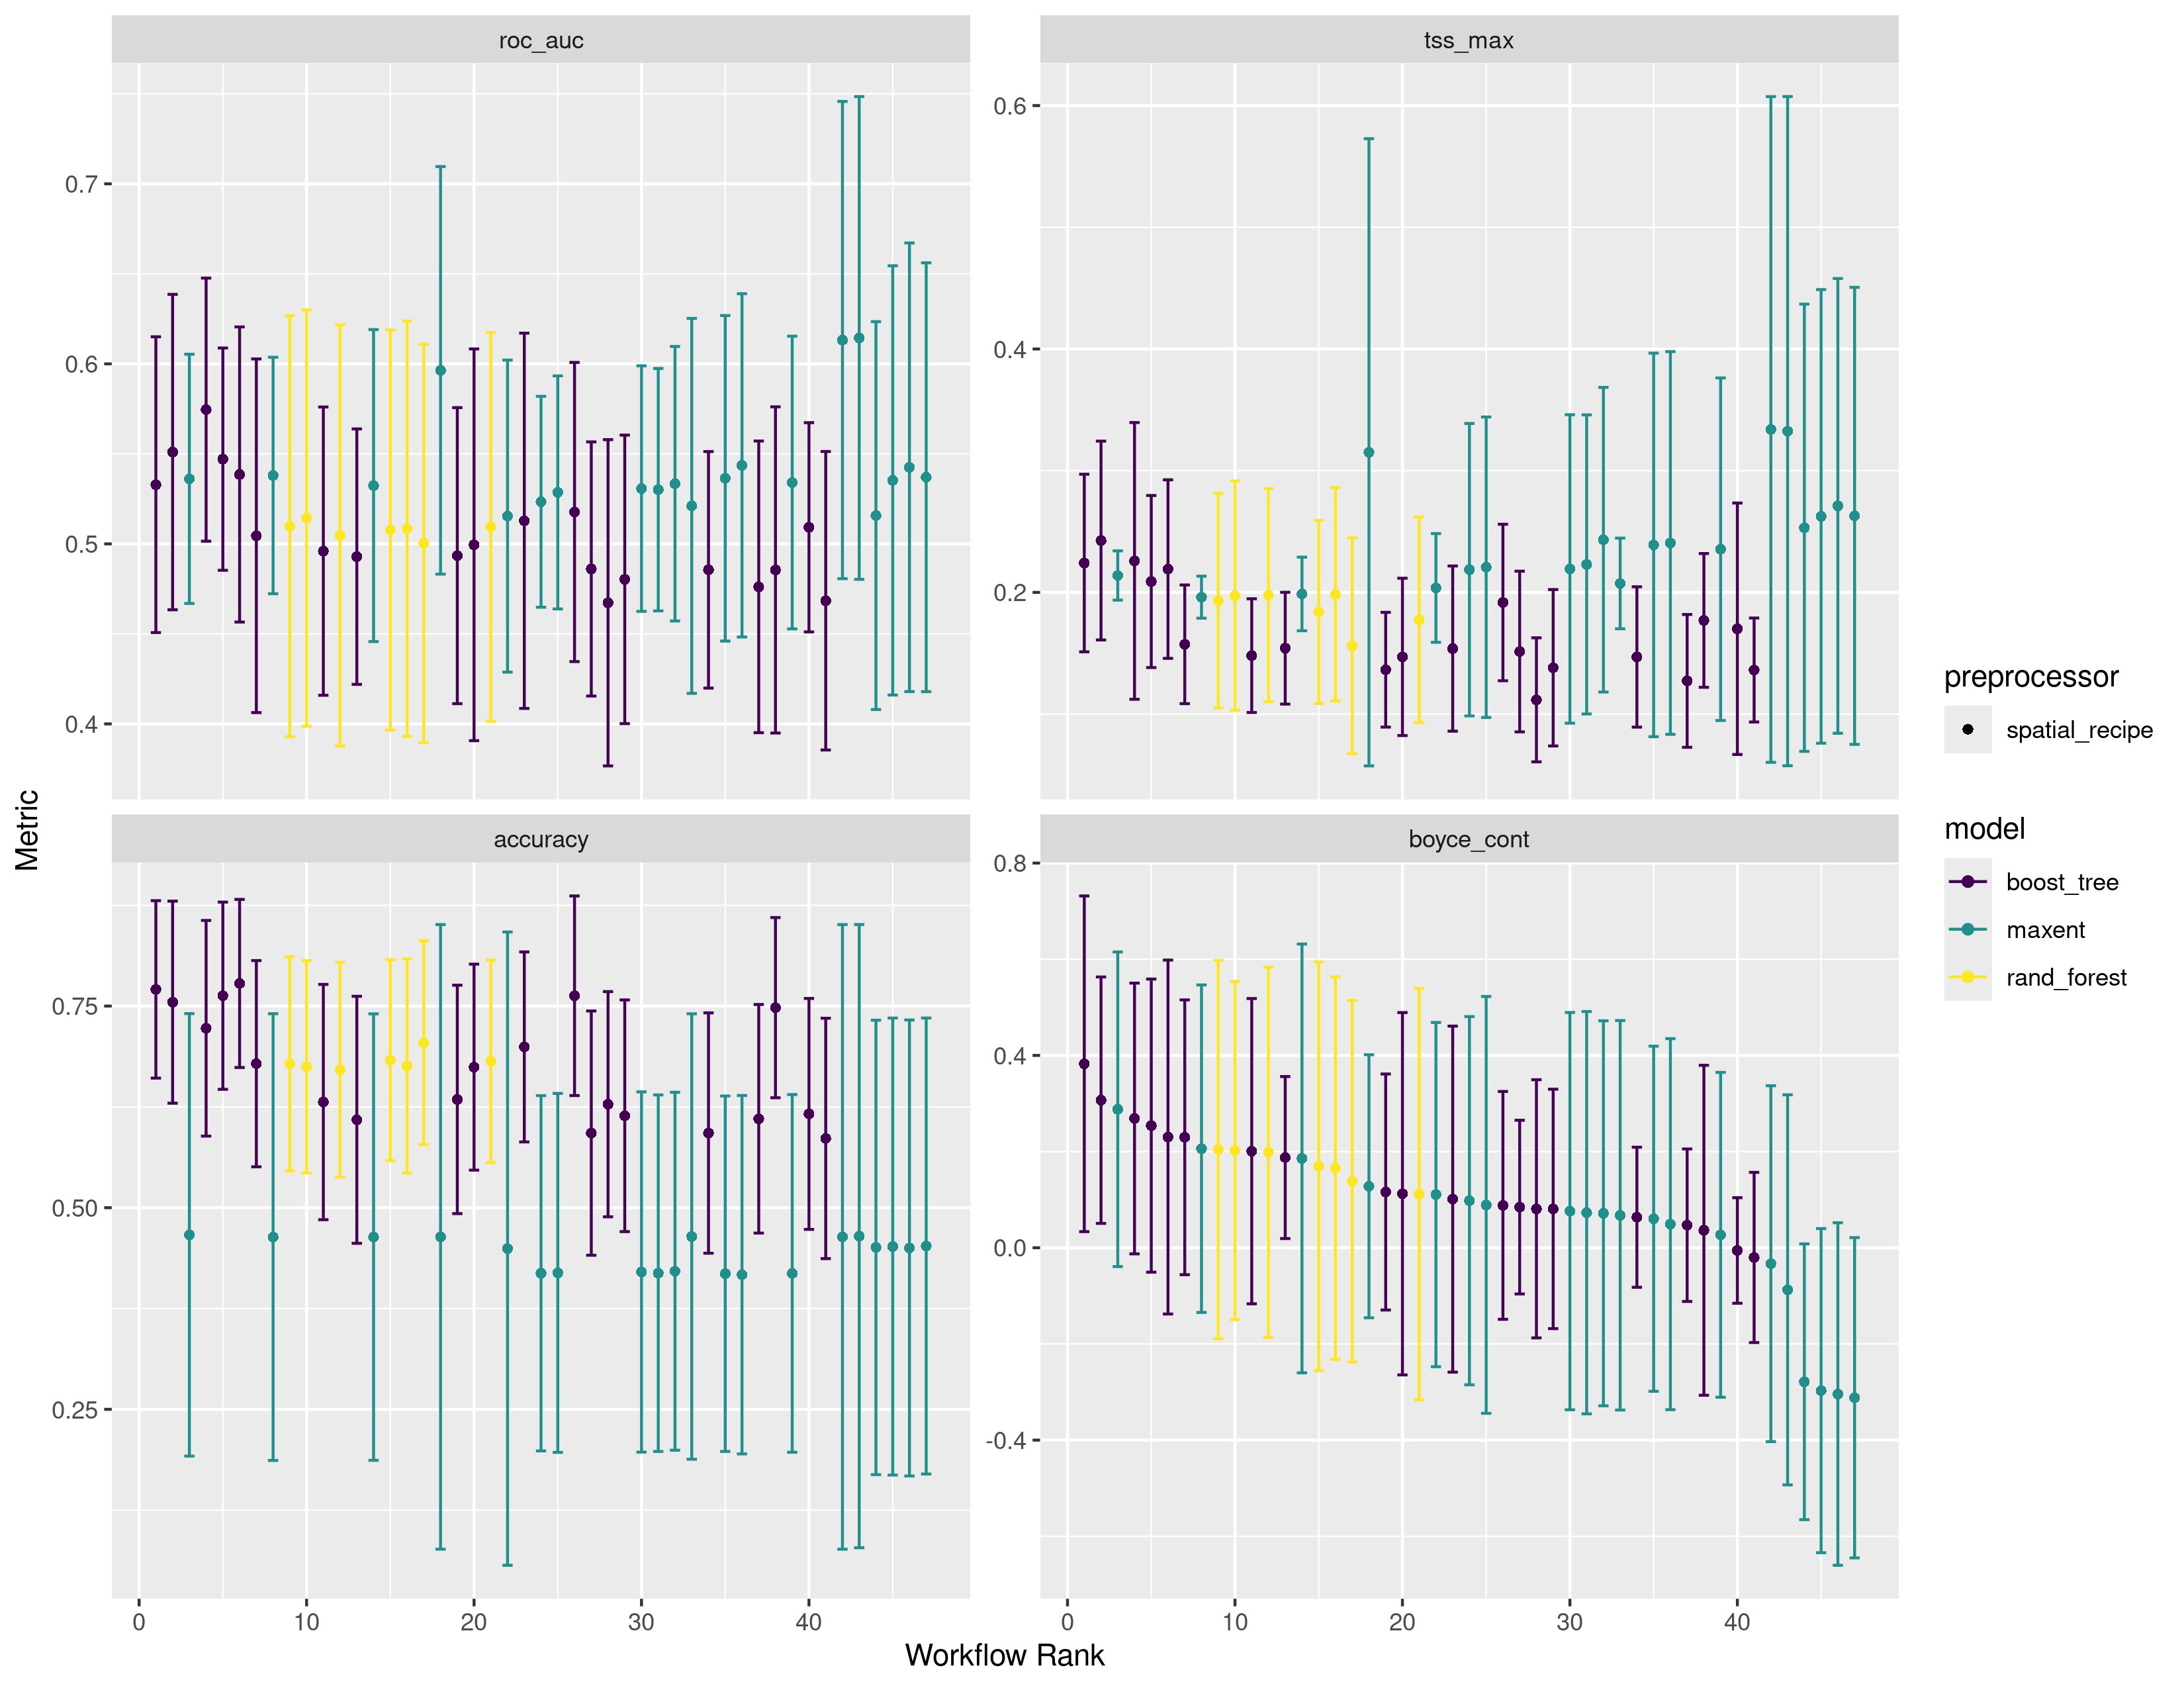 roc_auc
tss_max
0.7
0.6
0.5
0.4
0.6
0.4
0.2
Metric
accuracy
boyce_cont
0.75
0.50
0.25
0.8
0.4
0.0
-0.4
0 10 20 30 40
0 10 20 30 40
Workflow Rank
preprocessor
spatial_recipe
model
boost_tree
maxent
rand_forest